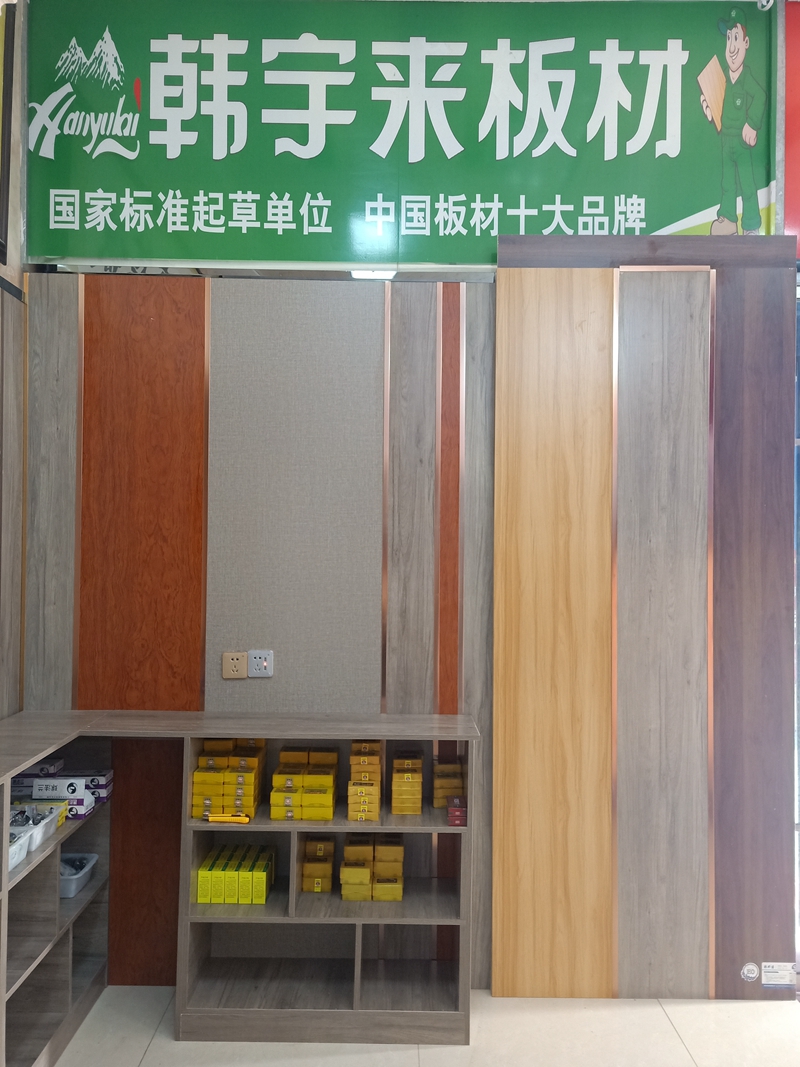 Hanyulai
韩宇来板材
国家标准起草单位 中国板材十大品牌